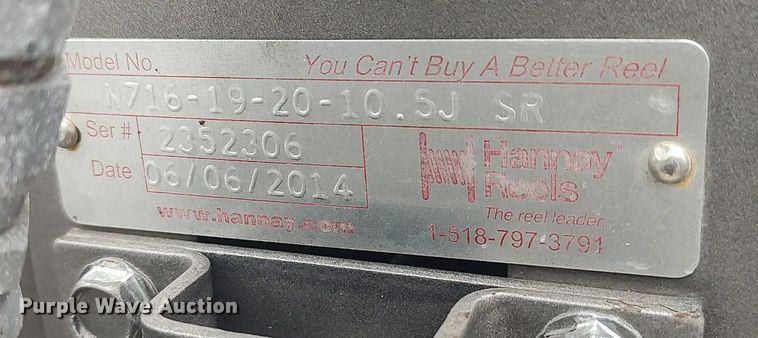 Model No. You Can't Buy A Better Reel
N716-19-20-10.5J SR
Ser # 2352306
Date 06/06/2014
Hannay™
Reels
The reel leader.
www.hannay.com 1-518-797-3791
Purple Wave Auction